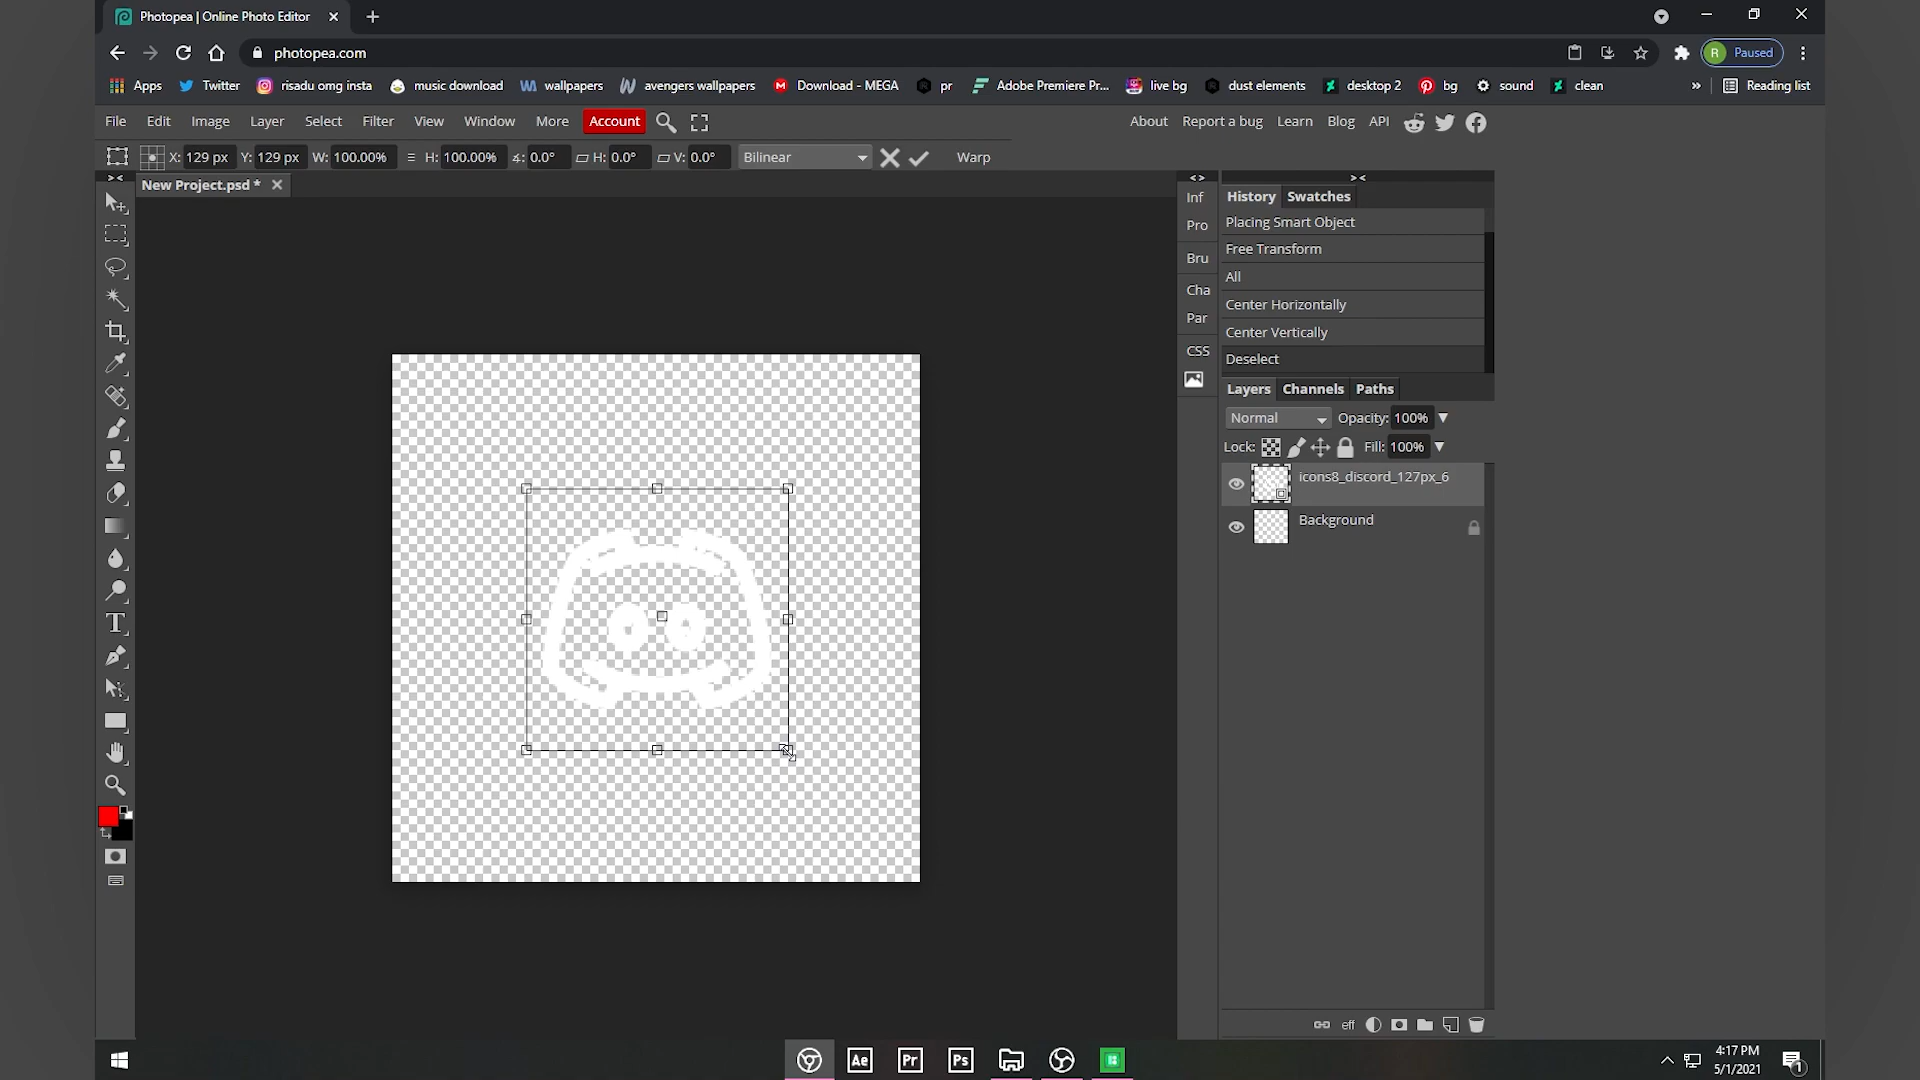 Photopea | Online Photo Editor
photopea.com
R Paused
Apps Twitter risadu omg insta music download wallpapers avengers wallpapers Download - MEGA pr Adobe Premiere Pr... live bg dust elements desktop 2 bg sound clean » Reading list
File Edit Image Layer Select Filter View Window More Account About Report a bug Learn Blog API
X: 129 px Y: 129 px W: 100.00% H: 100.00% 0.0° H: 0.0° V: 0.0° Bilinear Warp
> < < > > <
New Project.psd *
Inf
Pro
Bru
Cha
Par
CSS
History Swatches
Placing Smart Object
Free Transform
All
Center Horizontally
Center Vertically
Deselect
Layers Channels Paths
Normal Opacity: 100%
Lock: Fill: 100%
icons8_discord_127px_6
Background
eff
Ae Pr Ps
4:17 PM
5/1/2021
1